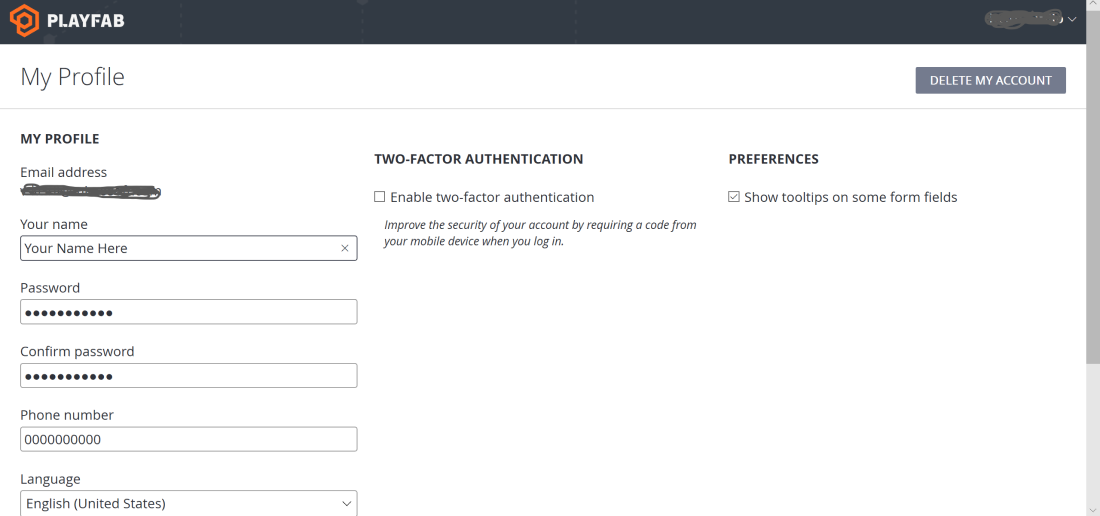 PLAYFAB
My Profile
DELETE MY ACCOUNT
MY PROFILE
Email address
Your name
Your Name Here
Password
Confirm password
Phone number
0000000000
Language
English (United States)
TWO-FACTOR AUTHENTICATION
Enable two-factor authentication
Improve the security of your account by requiring a code from
your mobile device when you log in.
PREFERENCES
Show tooltips on some form fields